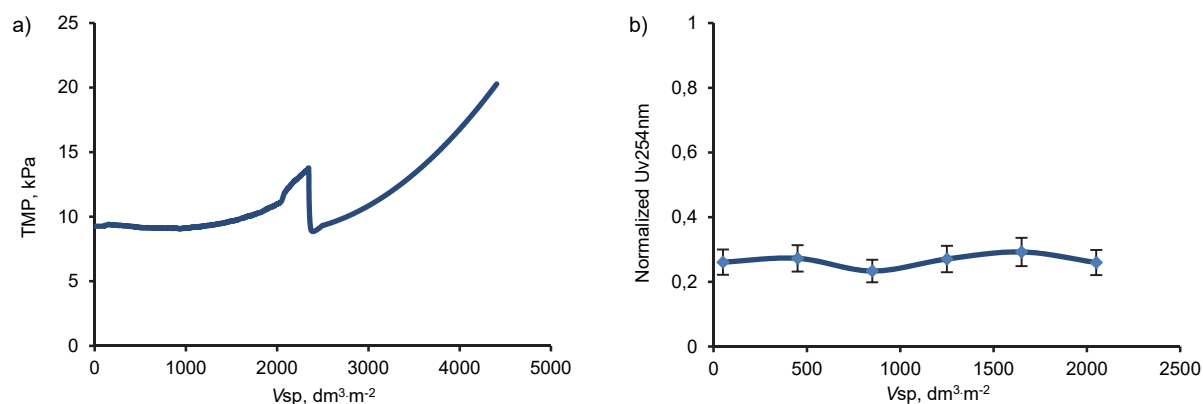 a)
TMP, kPa
25
20
15
10
5
0
0 1000 2000 3000 4000 5000
Vsp, dm³·m⁻²
b)
Normalized Uv254nm
1
0,8
0,6
0,4
0,2
0
0 500 1000 1500 2000 2500
Vsp, dm³·m⁻²